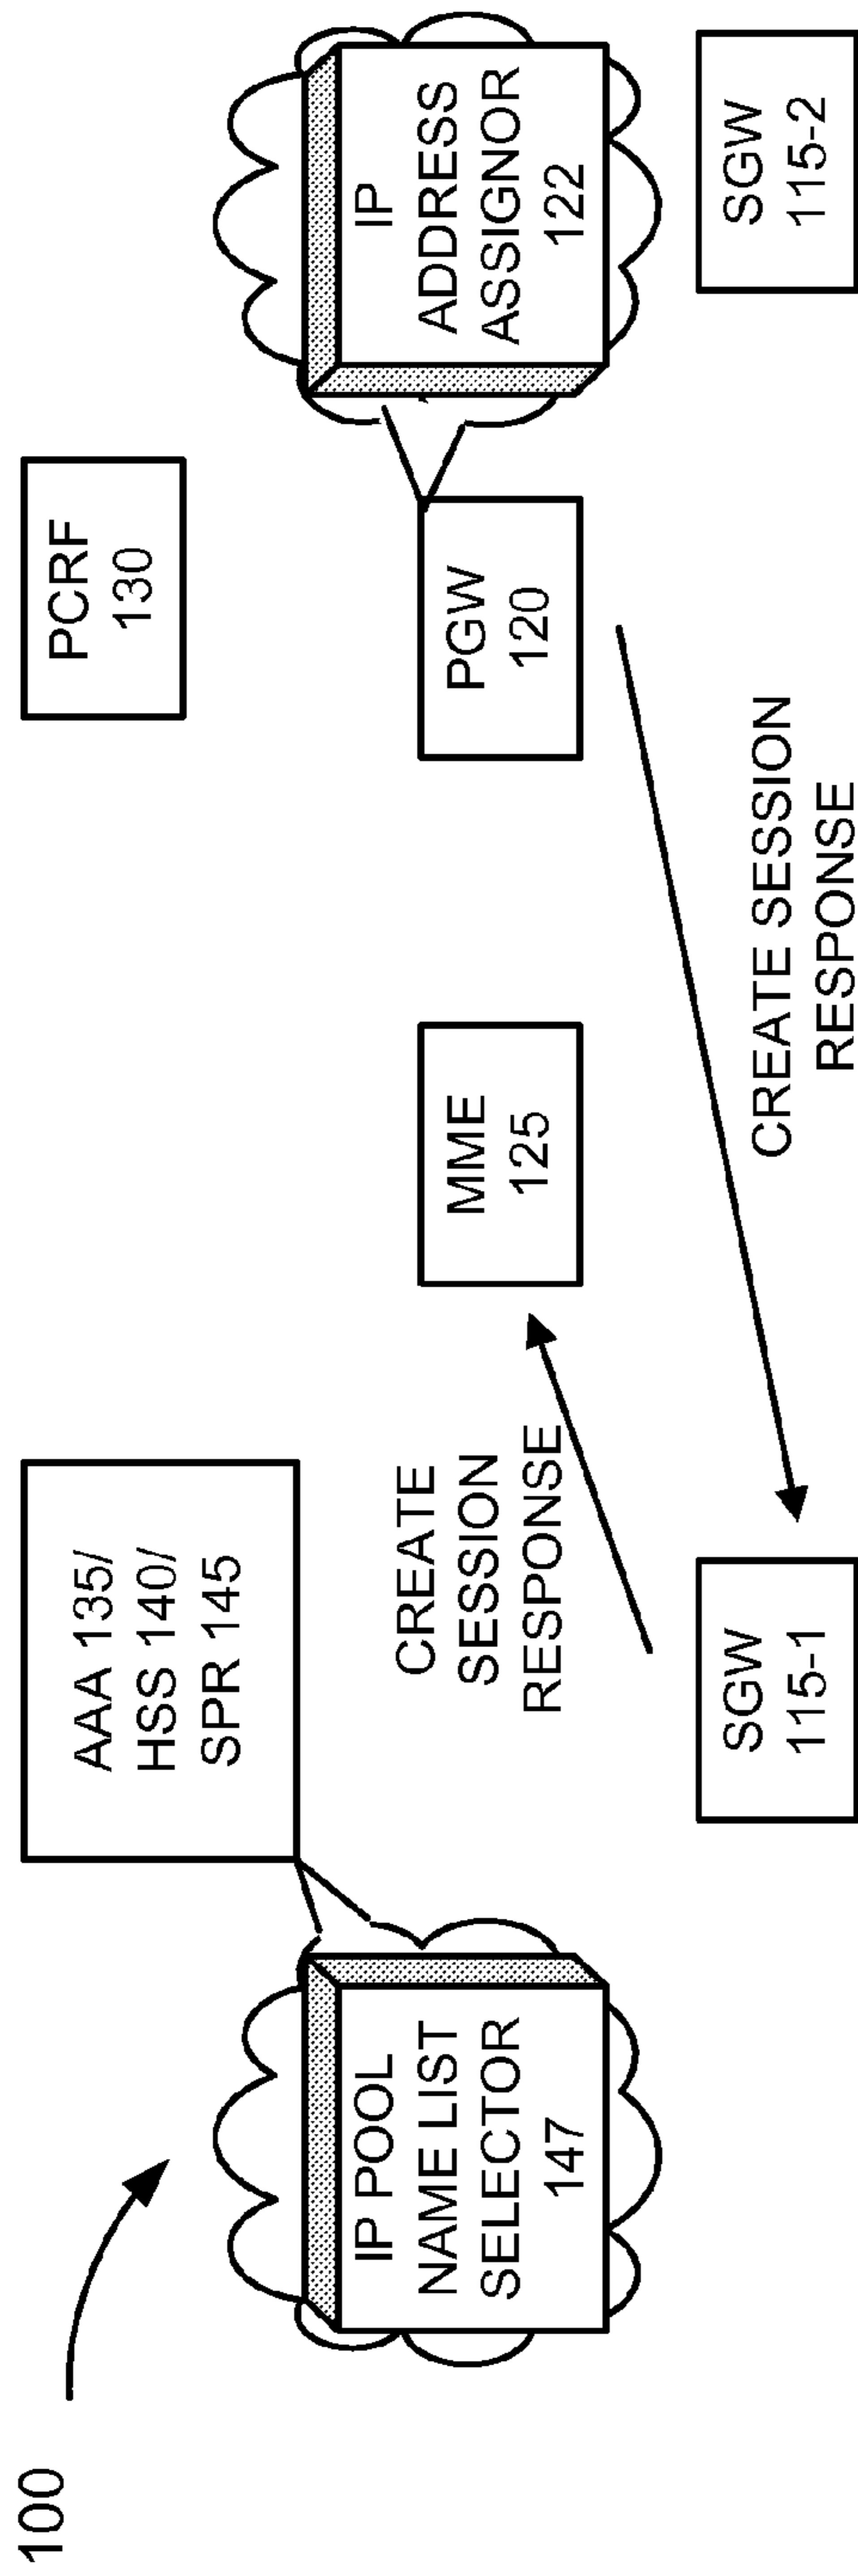 100
AAA 135/
HSS 140/
SPR 145
PCRF
130
IP POOL
NAME LIST
SELECTOR
147
CREATE
SESSION
RESPONSE
MME
125
PGW
120
IP
ADDRESS
ASSIGNOR
122
SGW
115-1
CREATE SESSION
RESPONSE
SGW
115-2